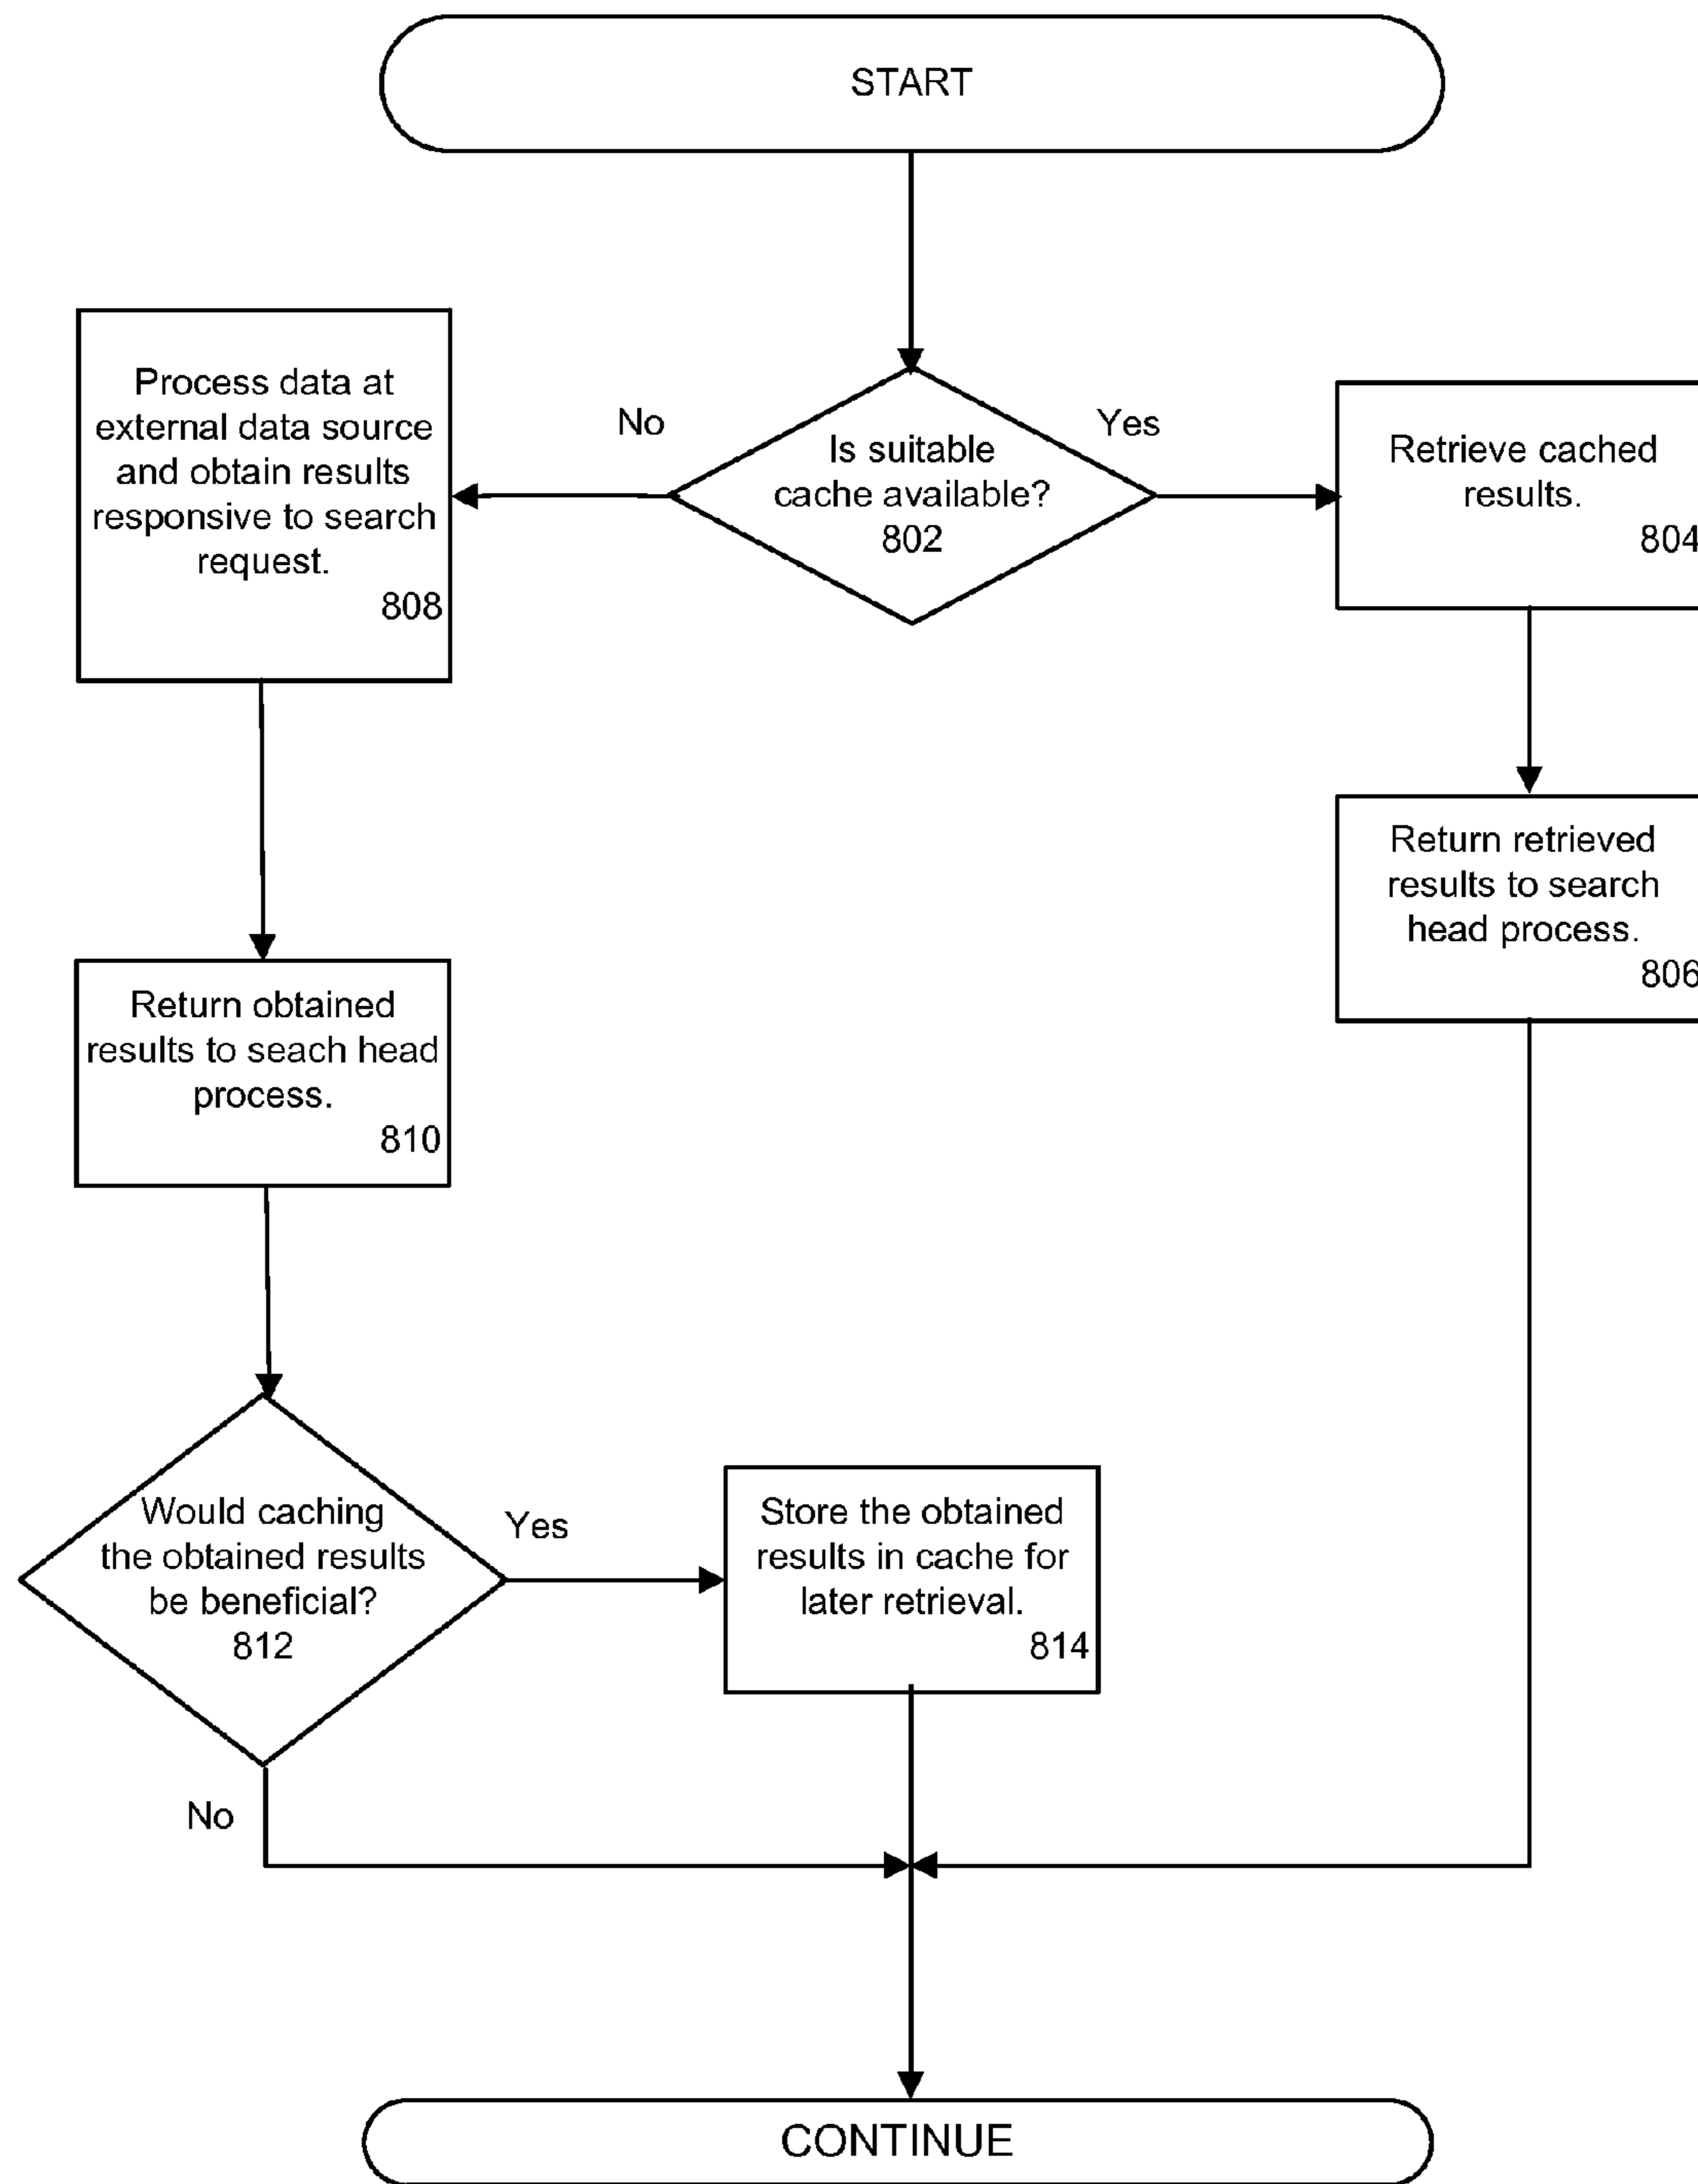 START
No
Yes
Is suitable
cache available?
802
Process data at
external data source
and obtain results
responsive to search
request.
808
Retrieve cached
results.
804
Return retrieved
results to search
head process.
806
Return obtained
results to seach head
process.
810
Would caching
the obtained results
be beneficial?
812
Yes
No
Store the obtained
results in cache for
later retrieval.
814
CONTINUE